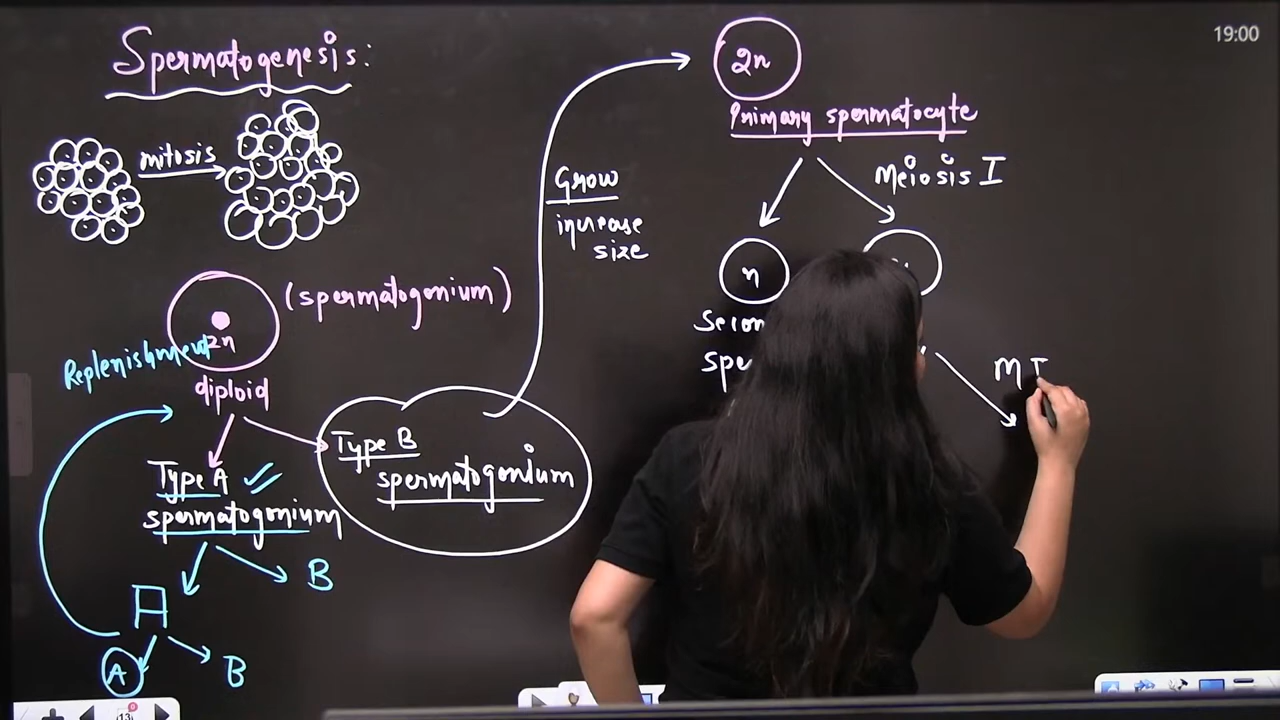 Spermatogenesis:
mitosis
(spermatogonium)
2n
Replenishment
diploid
Type A
spermatogonium
B
A
A
B
Type B
spermatogonium
Grow
increase
size
2n
Primary spermatocyte
Meiosis I
n
M I
19:00
13